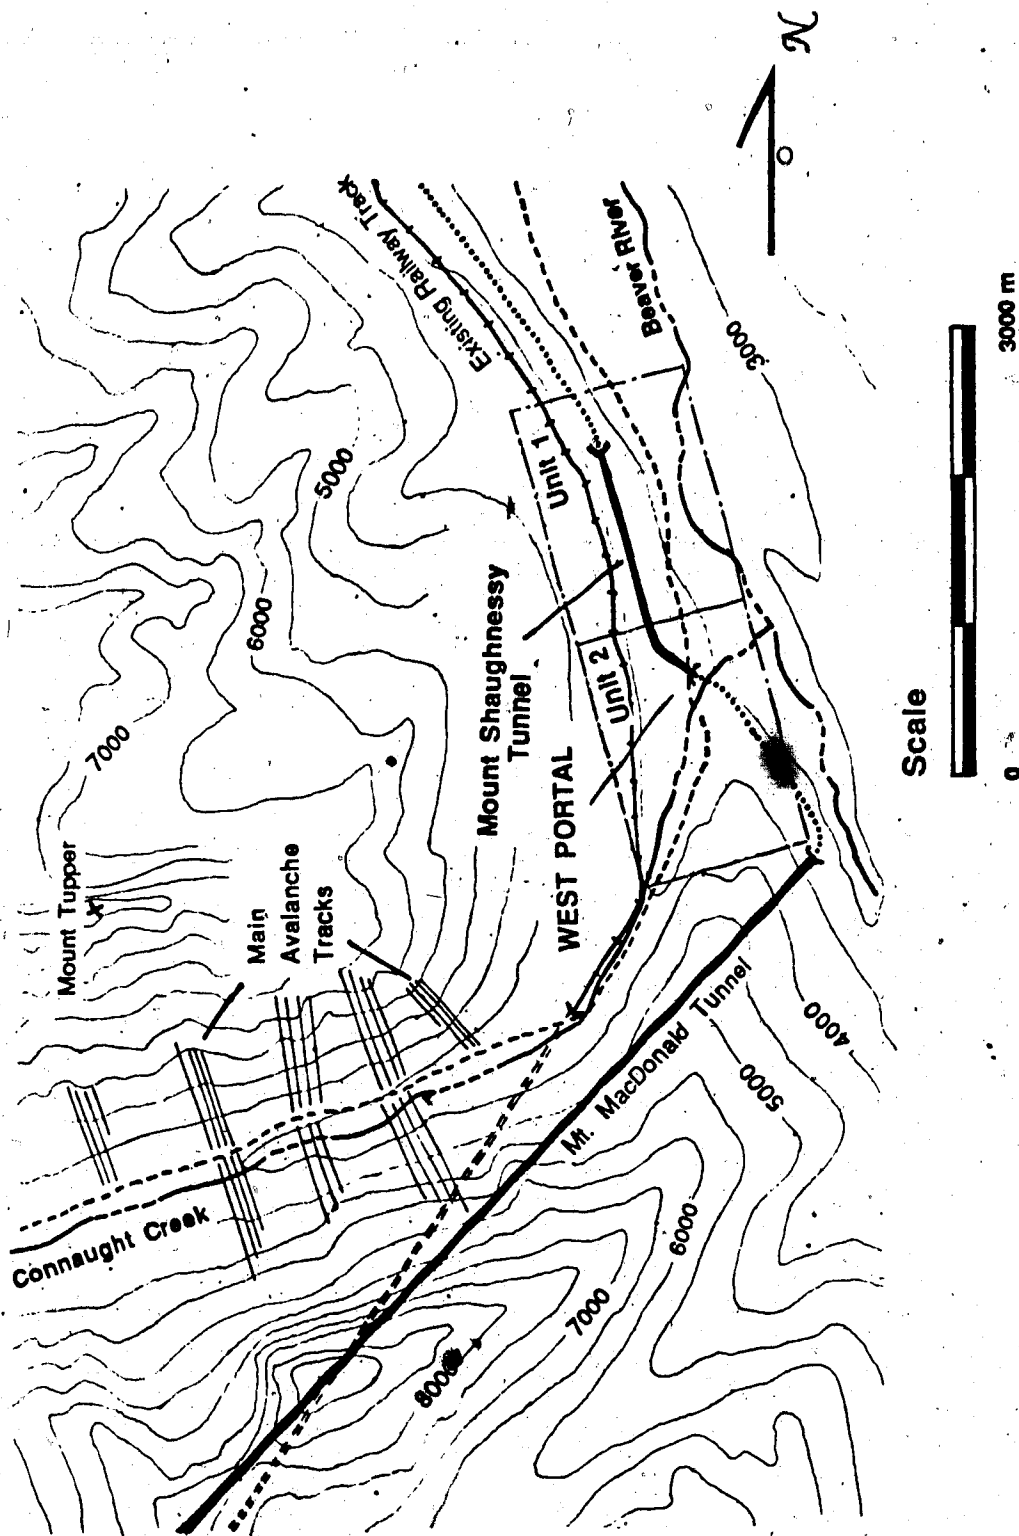 N
Existing Railway Track
Beaver River
3000
Unit 1
5000
6000
7000
Mount Shaughnessy
Tunnel
Unit 2
WEST PORTAL
Mount Tupper
Main
Avalanche
Tracks
Mt. MacDonald Tunnel
4000
5000
6000
7000
8000
Connaught Creek
Scale
0
3000 m